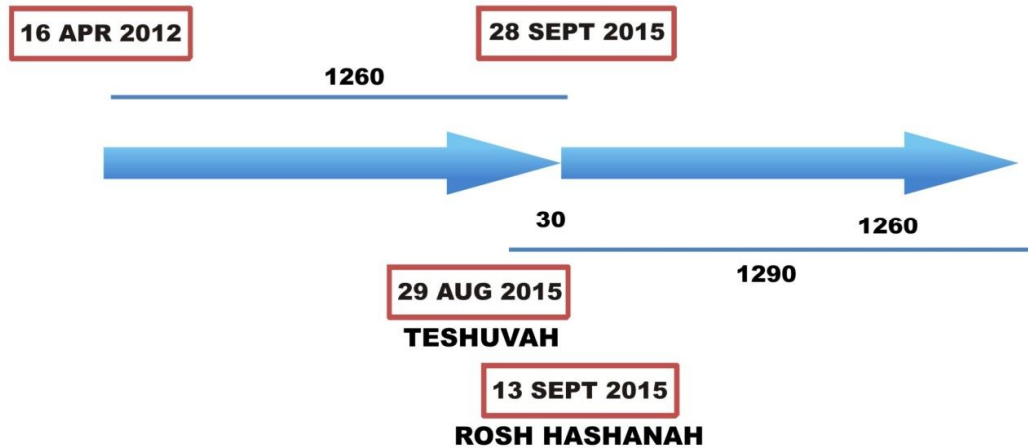 16 APR 2012
28 SEPT 2015
1260
30
1260
1290
29 AUG 2015
TESHUVAH
13 SEPT 2015
ROSH HASHANAH